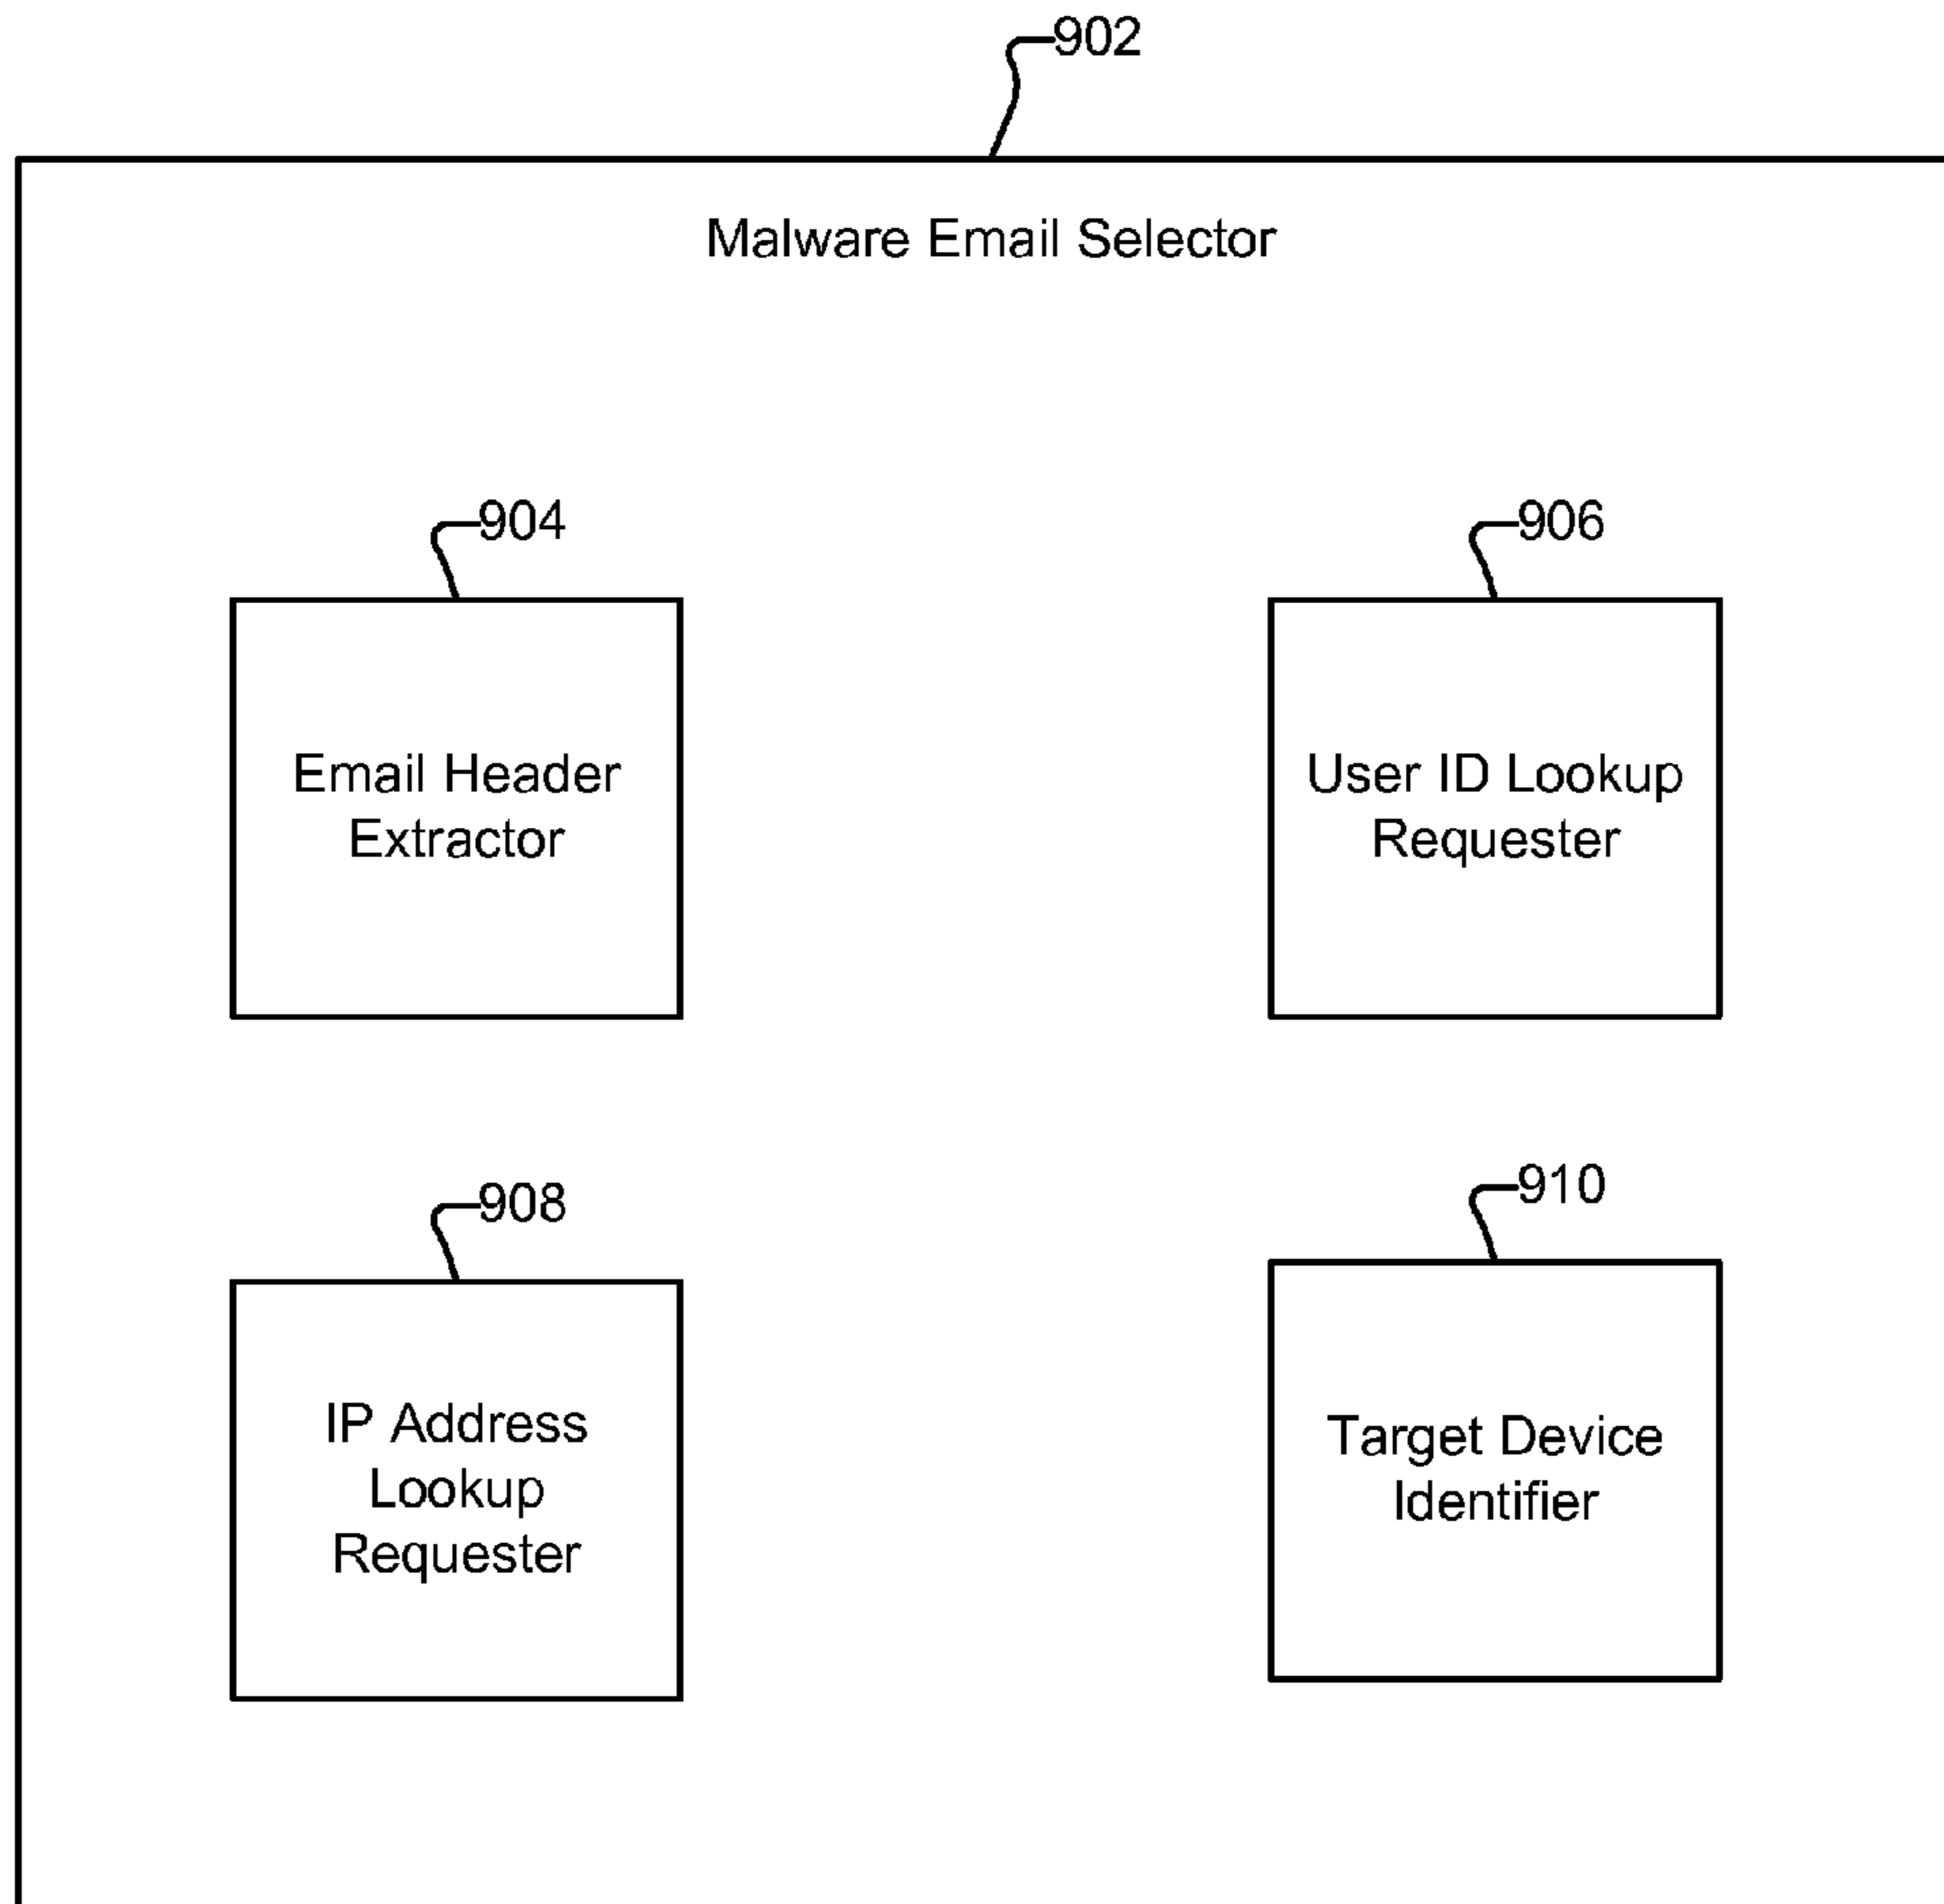 902
Malware Email Selector
904
906
Email Header
Extractor
User ID Lookup
Requester
908
910
IP Address
Lookup
Requester
Target Device
Identifier